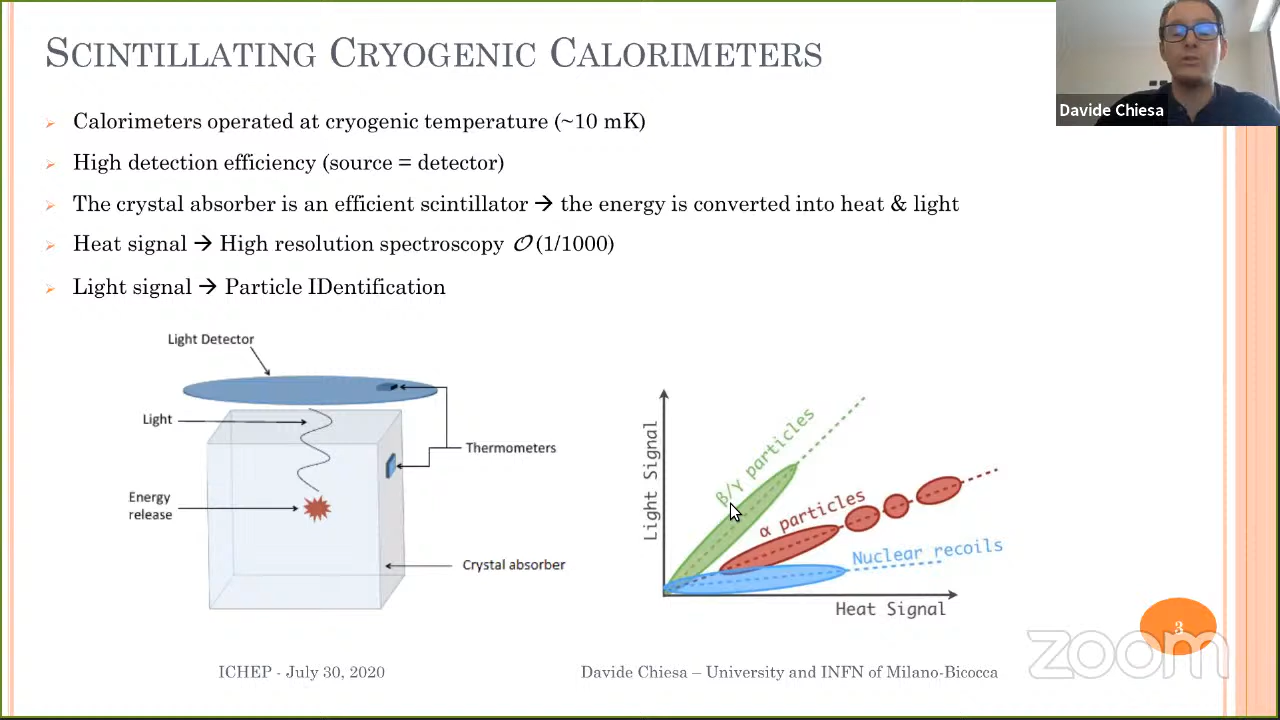 SCINTILLATING CRYOGENIC CALORIMETERS
Davide Chiesa
Calorimeters operated at cryogenic temperature (~10 mK)
High detection efficiency (source = detector)
The crystal absorber is an efficient scintillator → the energy is converted into heat & light
Heat signal → High resolution spectroscopy 𝒪(1/1000)
Light signal → Particle IDentification
Light Detector
Light
Thermometers
Energy
release
Crystal absorber
Light Signal
β/γ particles
α particles
Nuclear recoils
Heat Signal
3
zoom
ICHEP - July 30, 2020
Davide Chiesa – University and INFN of Milano-Bicocca